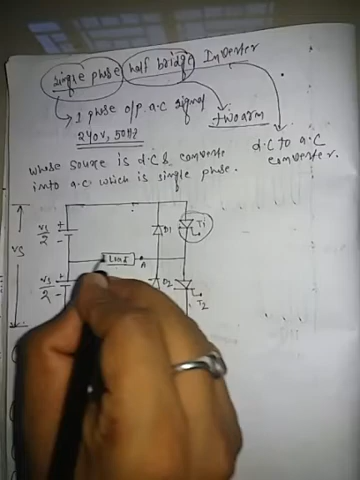 single phase half bridge Inverter
1 phase o/p a.c signal
240v, 50Hz
two arm
d.c to a.c
converter.
whose source is d.c & converte
into a.c. which is single phase.
Vs/2
+
-
D1
T1
Vs
Load
A
Vs/2
+
-
D2
T2